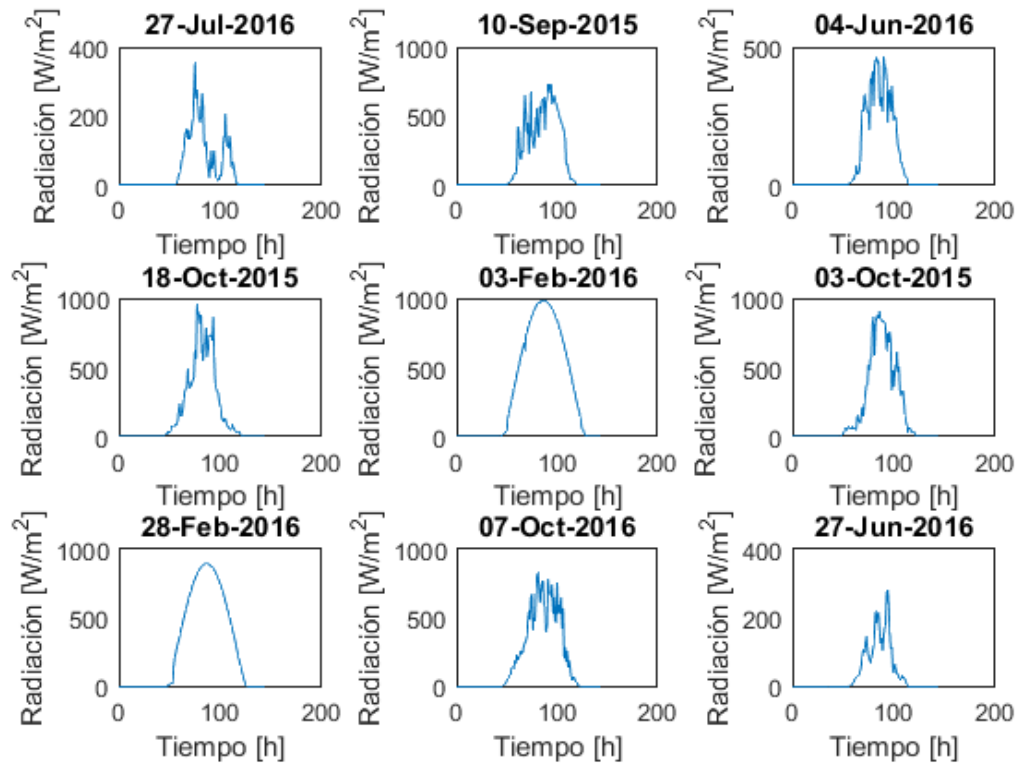 27-Jul-2016
Radiación [W/m²]
400
200
0
0 100 200
Tiempo [h]
10-Sep-2015
Radiación [W/m²]
1000
500
0
0 100 200
Tiempo [h]
04-Jun-2016
Radiación [W/m²]
500
0
0 100 200
Tiempo [h]
18-Oct-2015
Radiación [W/m²]
1000
500
0
0 100 200
Tiempo [h]
03-Feb-2016
Radiación [W/m²]
1000
500
0
0 100 200
Tiempo [h]
03-Oct-2015
Radiación [W/m²]
1000
500
0
0 100 200
Tiempo [h]
28-Feb-2016
Radiación [W/m²]
1000
500
0
0 100 200
Tiempo [h]
07-Oct-2016
Radiación [W/m²]
1000
500
0
0 100 200
Tiempo [h]
27-Jun-2016
Radiación [W/m²]
400
200
0
0 100 200
Tiempo [h]